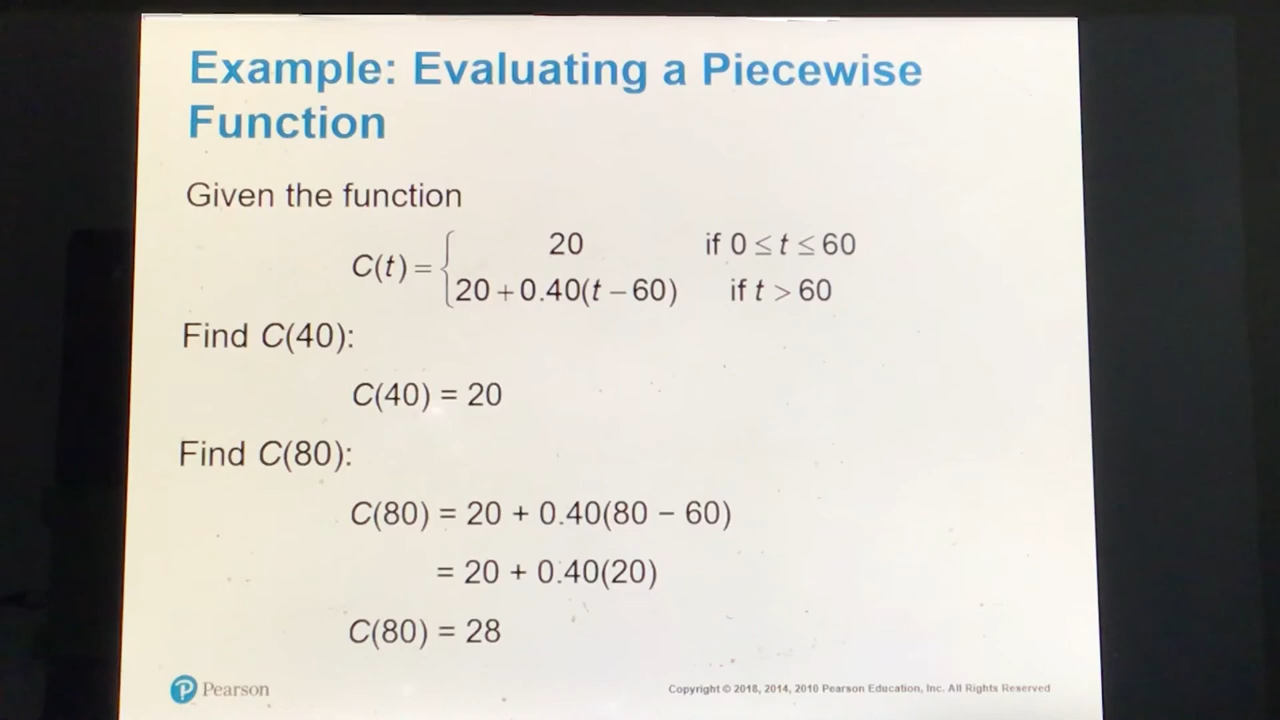 Example: Evaluating a Piecewise
Function
Given the function
C(t) = { 20 if 0 ≤ t ≤ 60
20 + 0.40(t − 60) if t > 60
Find C(40):
C(40) = 20
Find C(80):
C(80) = 20 + 0.40(80 − 60)
= 20 + 0.40(20)
C(80) = 28
Pearson
Copyright © 2018, 2014, 2010 Pearson Education, Inc. All Rights Reserved